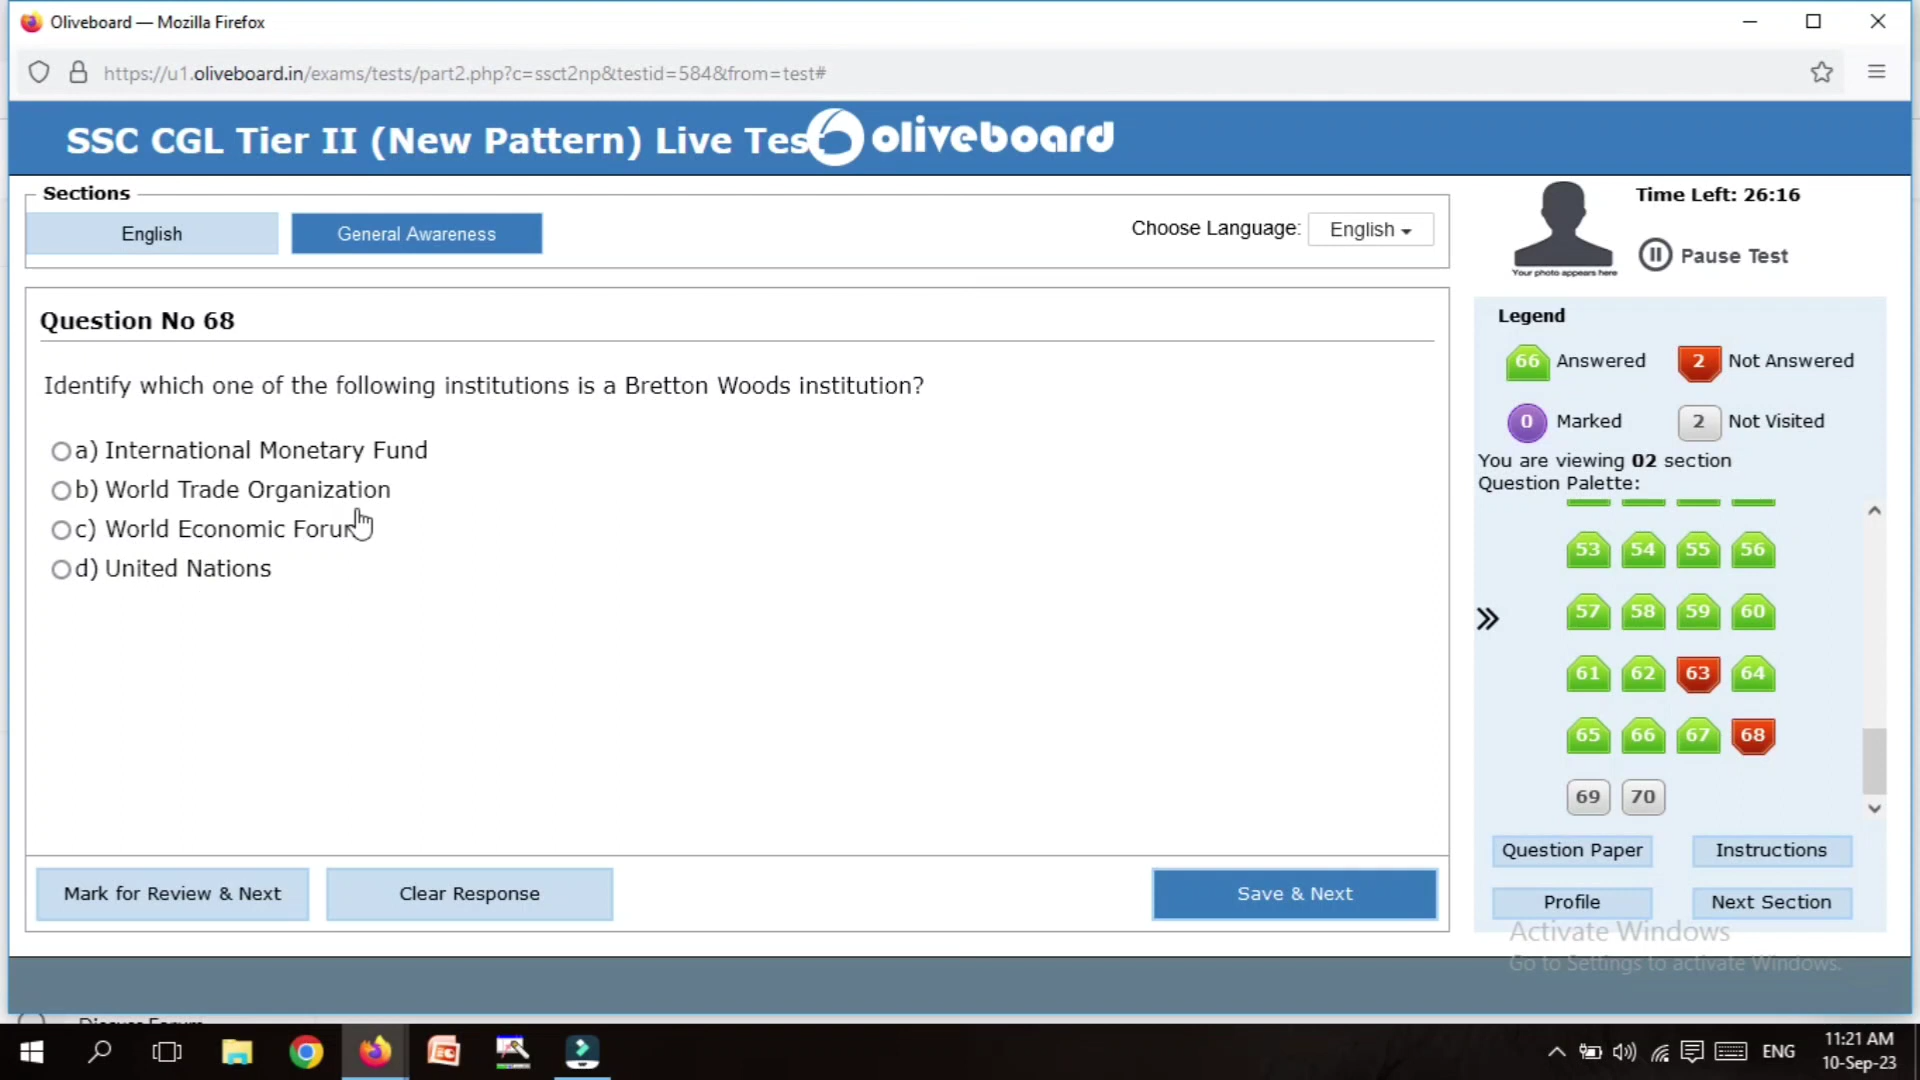 Oliveboard — Mozilla Firefox
https://u1.oliveboard.in/exams/tests/part2.php?c=ssct2np&testid=584&from=test#
SSC CGL Tier II (New Pattern) Live Tes
oliveboard
Sections
English
General Awareness
Choose Language:
English
Your photo appears here
Time Left: 26:16
Pause Test
Question No 68
Identify which one of the following institutions is a Bretton Woods institution?
a) International Monetary Fund
b) World Trade Organization
c) World Economic Forum
d) United Nations
Mark for Review & Next
Clear Response
Save & Next
Legend
66 Answered
2 Not Answered
0 Marked
2 Not Visited
You are viewing 02 section
Question Palette:
53 54 55 56
57 58 59 60
61 62 63 64
65 66 67 68
69 70
Question Paper
Instructions
Profile
Next Section
Activate Windows
Go to Settings to activate Windows.
ENG
11:21 AM
10-Sep-23